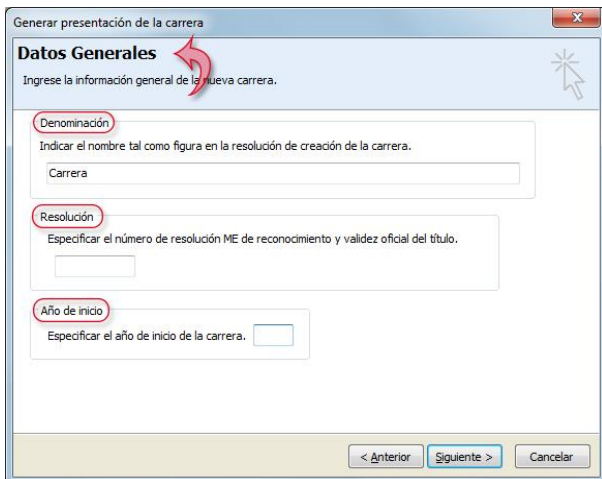 Generar presentación de la carrera
Datos Generales
Ingrese la información general de la nueva carrera.
Denominación
Indicar el nombre tal como figura en la resolución de creación de la carrera.
Carrera
Resolución
Especificar el número de resolución ME de reconocimiento y validez oficial del título.
Año de inicio
Especificar el año de inicio de la carrera.
< Anterior Siguiente > Cancelar